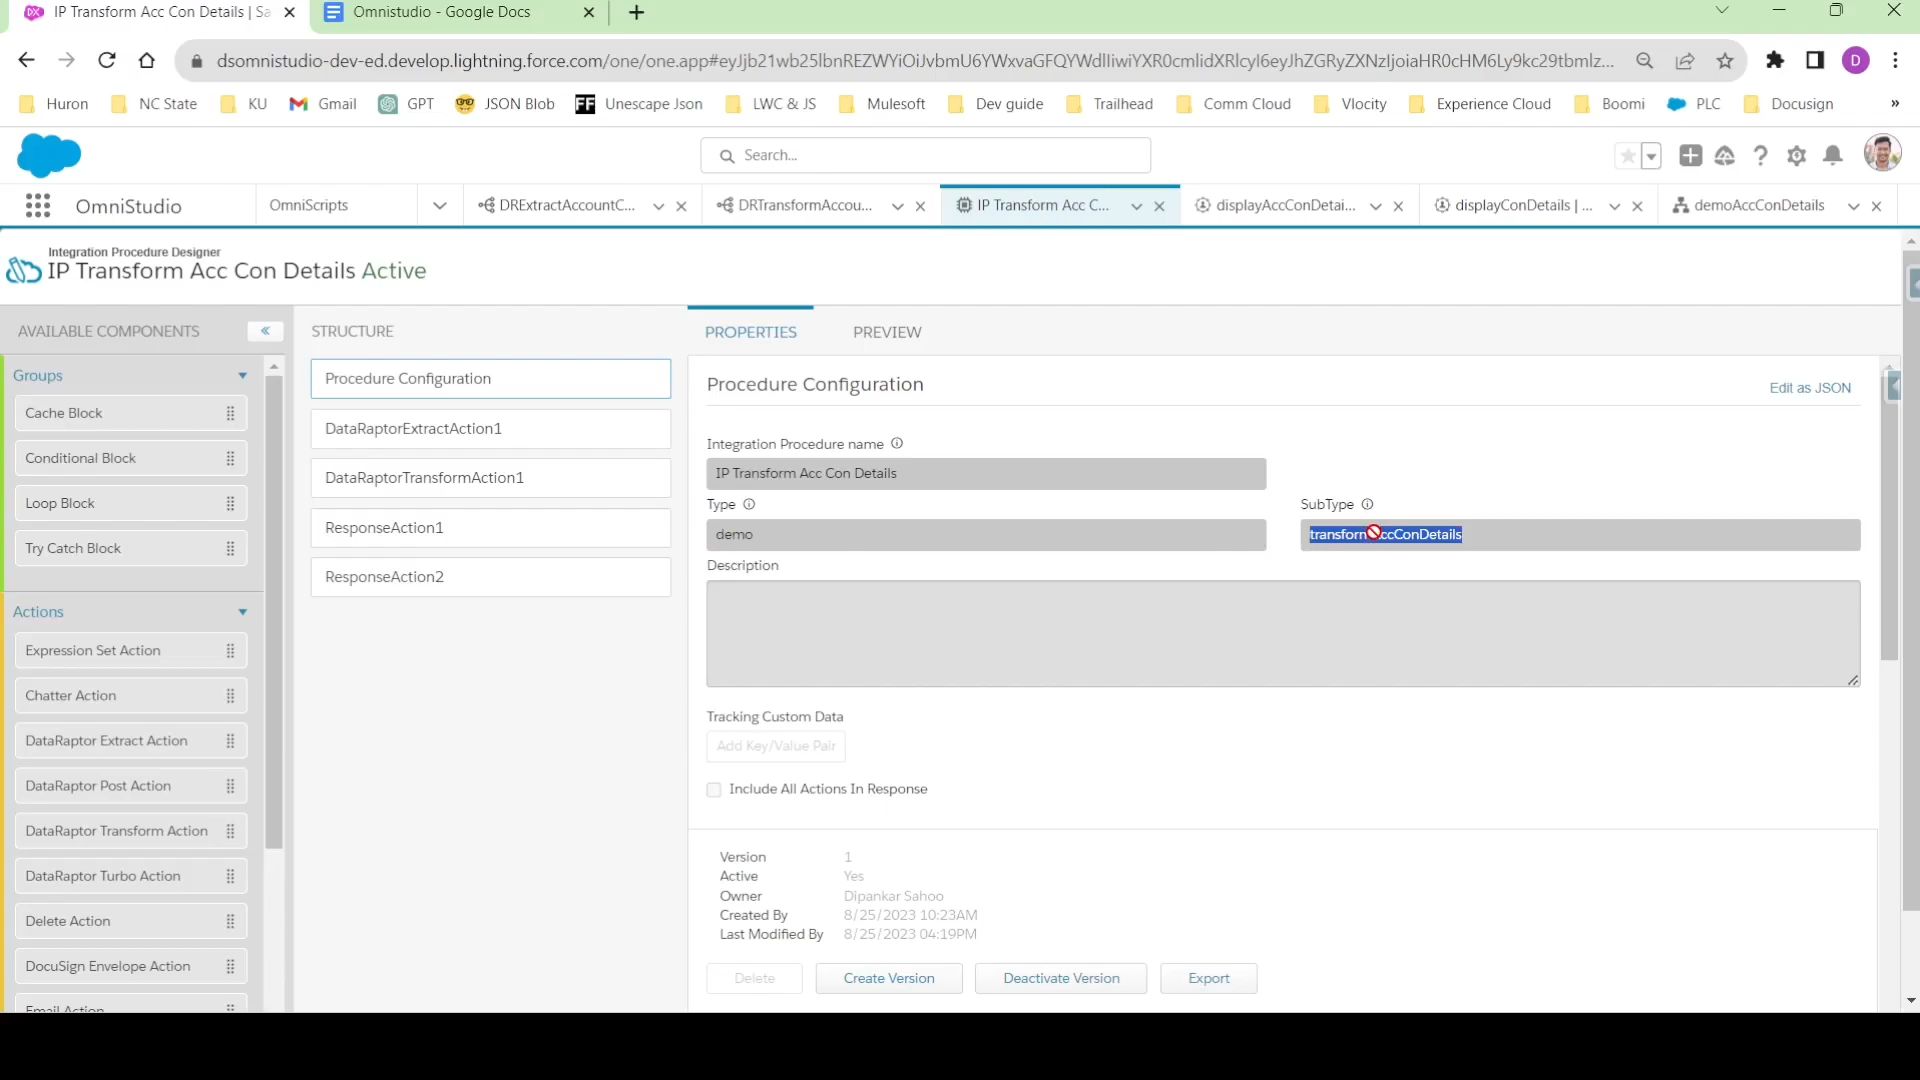 IP Transform Acc Con Details | Sa
Omnistudio - Google Docs
dsomnistudio-dev-ed.develop.lightning.force.com/one/one.app#eyJjb21wb25lbnREZWYiOiJvbmU6YWxvaGFQYWdlIiwiYXR0cmlidXRlcyI6eyJhZGRyZXNzIjoiaHR0cHM6Ly9kc29tbmlz...
D
Huron
NC State
KU
Gmail
GPT
JSON Blob
FF
Unescape Json
LWC & JS
Mulesoft
Dev guide
Trailhead
Comm Cloud
Vlocity
Experience Cloud
Boomi
PLC
Docusign
»
Search...
OmniStudio
OmniScripts
DRExtractAccountC...
DRTransformAccou...
IP Transform Acc C...
displayAccConDetai...
displayConDetails | ...
demoAccConDetails
Integration Procedure Designer
IP Transform Acc Con Details Active
AVAILABLE COMPONENTS
STRUCTURE
PROPERTIES
PREVIEW
Groups
Cache Block
Conditional Block
Loop Block
Try Catch Block
Actions
Expression Set Action
Chatter Action
DataRaptor Extract Action
DataRaptor Post Action
DataRaptor Transform Action
DataRaptor Turbo Action
Delete Action
DocuSign Envelope Action
Email Action
Procedure Configuration
DataRaptorExtractAction1
DataRaptorTransformAction1
ResponseAction1
ResponseAction2
Procedure Configuration
Edit as JSON
Integration Procedure name
IP Transform Acc Con Details
Type
SubType
demo
transformAccConDetails
Description
Tracking Custom Data
Add Key/Value Pair
Include All Actions In Response
Version 1
Active Yes
Owner Dipankar Sahoo
Created By 8/25/2023 10:23AM
Last Modified By 8/25/2023 04:19PM
Delete
Create Version
Deactivate Version
Export